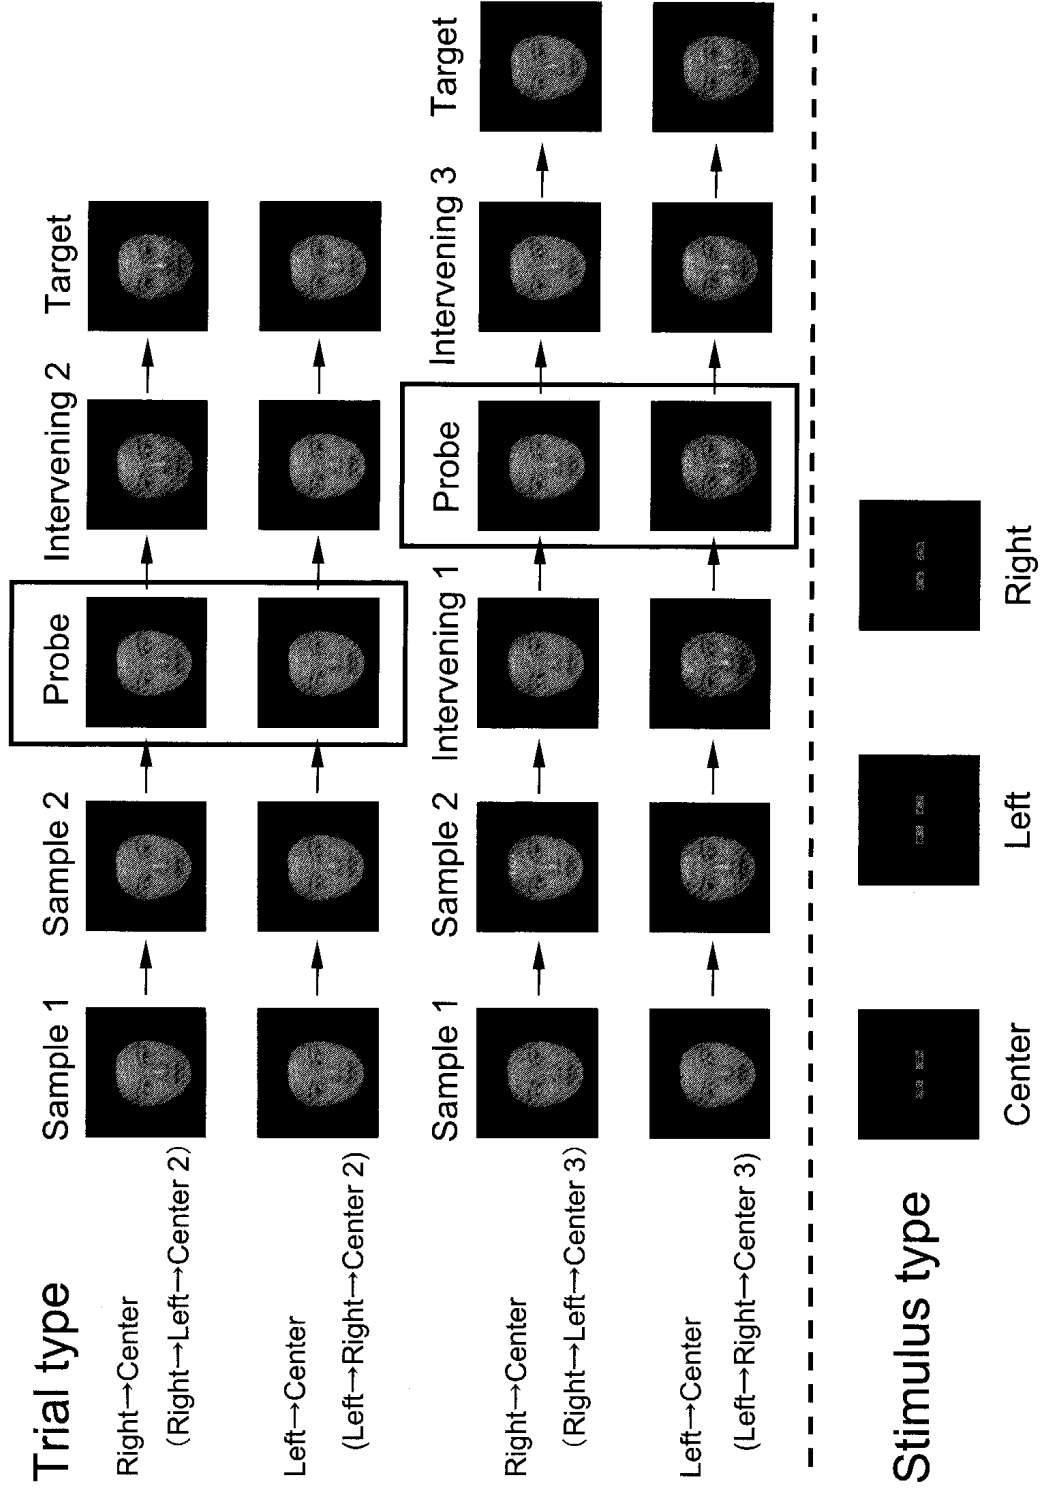 Trial type
Sample 1
Sample 2
Probe
Intervening 2
Target
Right→Center
(Right→Left→Center 2)
Left→Center
(Left→Right→Center 2)
Sample 1
Sample 2
Intervening 1
Probe
Intervening 3
Target
Right→Center
(Right→Left→Center 3)
Left→Center
(Left→Right→Center 3)
Stimulus type
Center
Left
Right